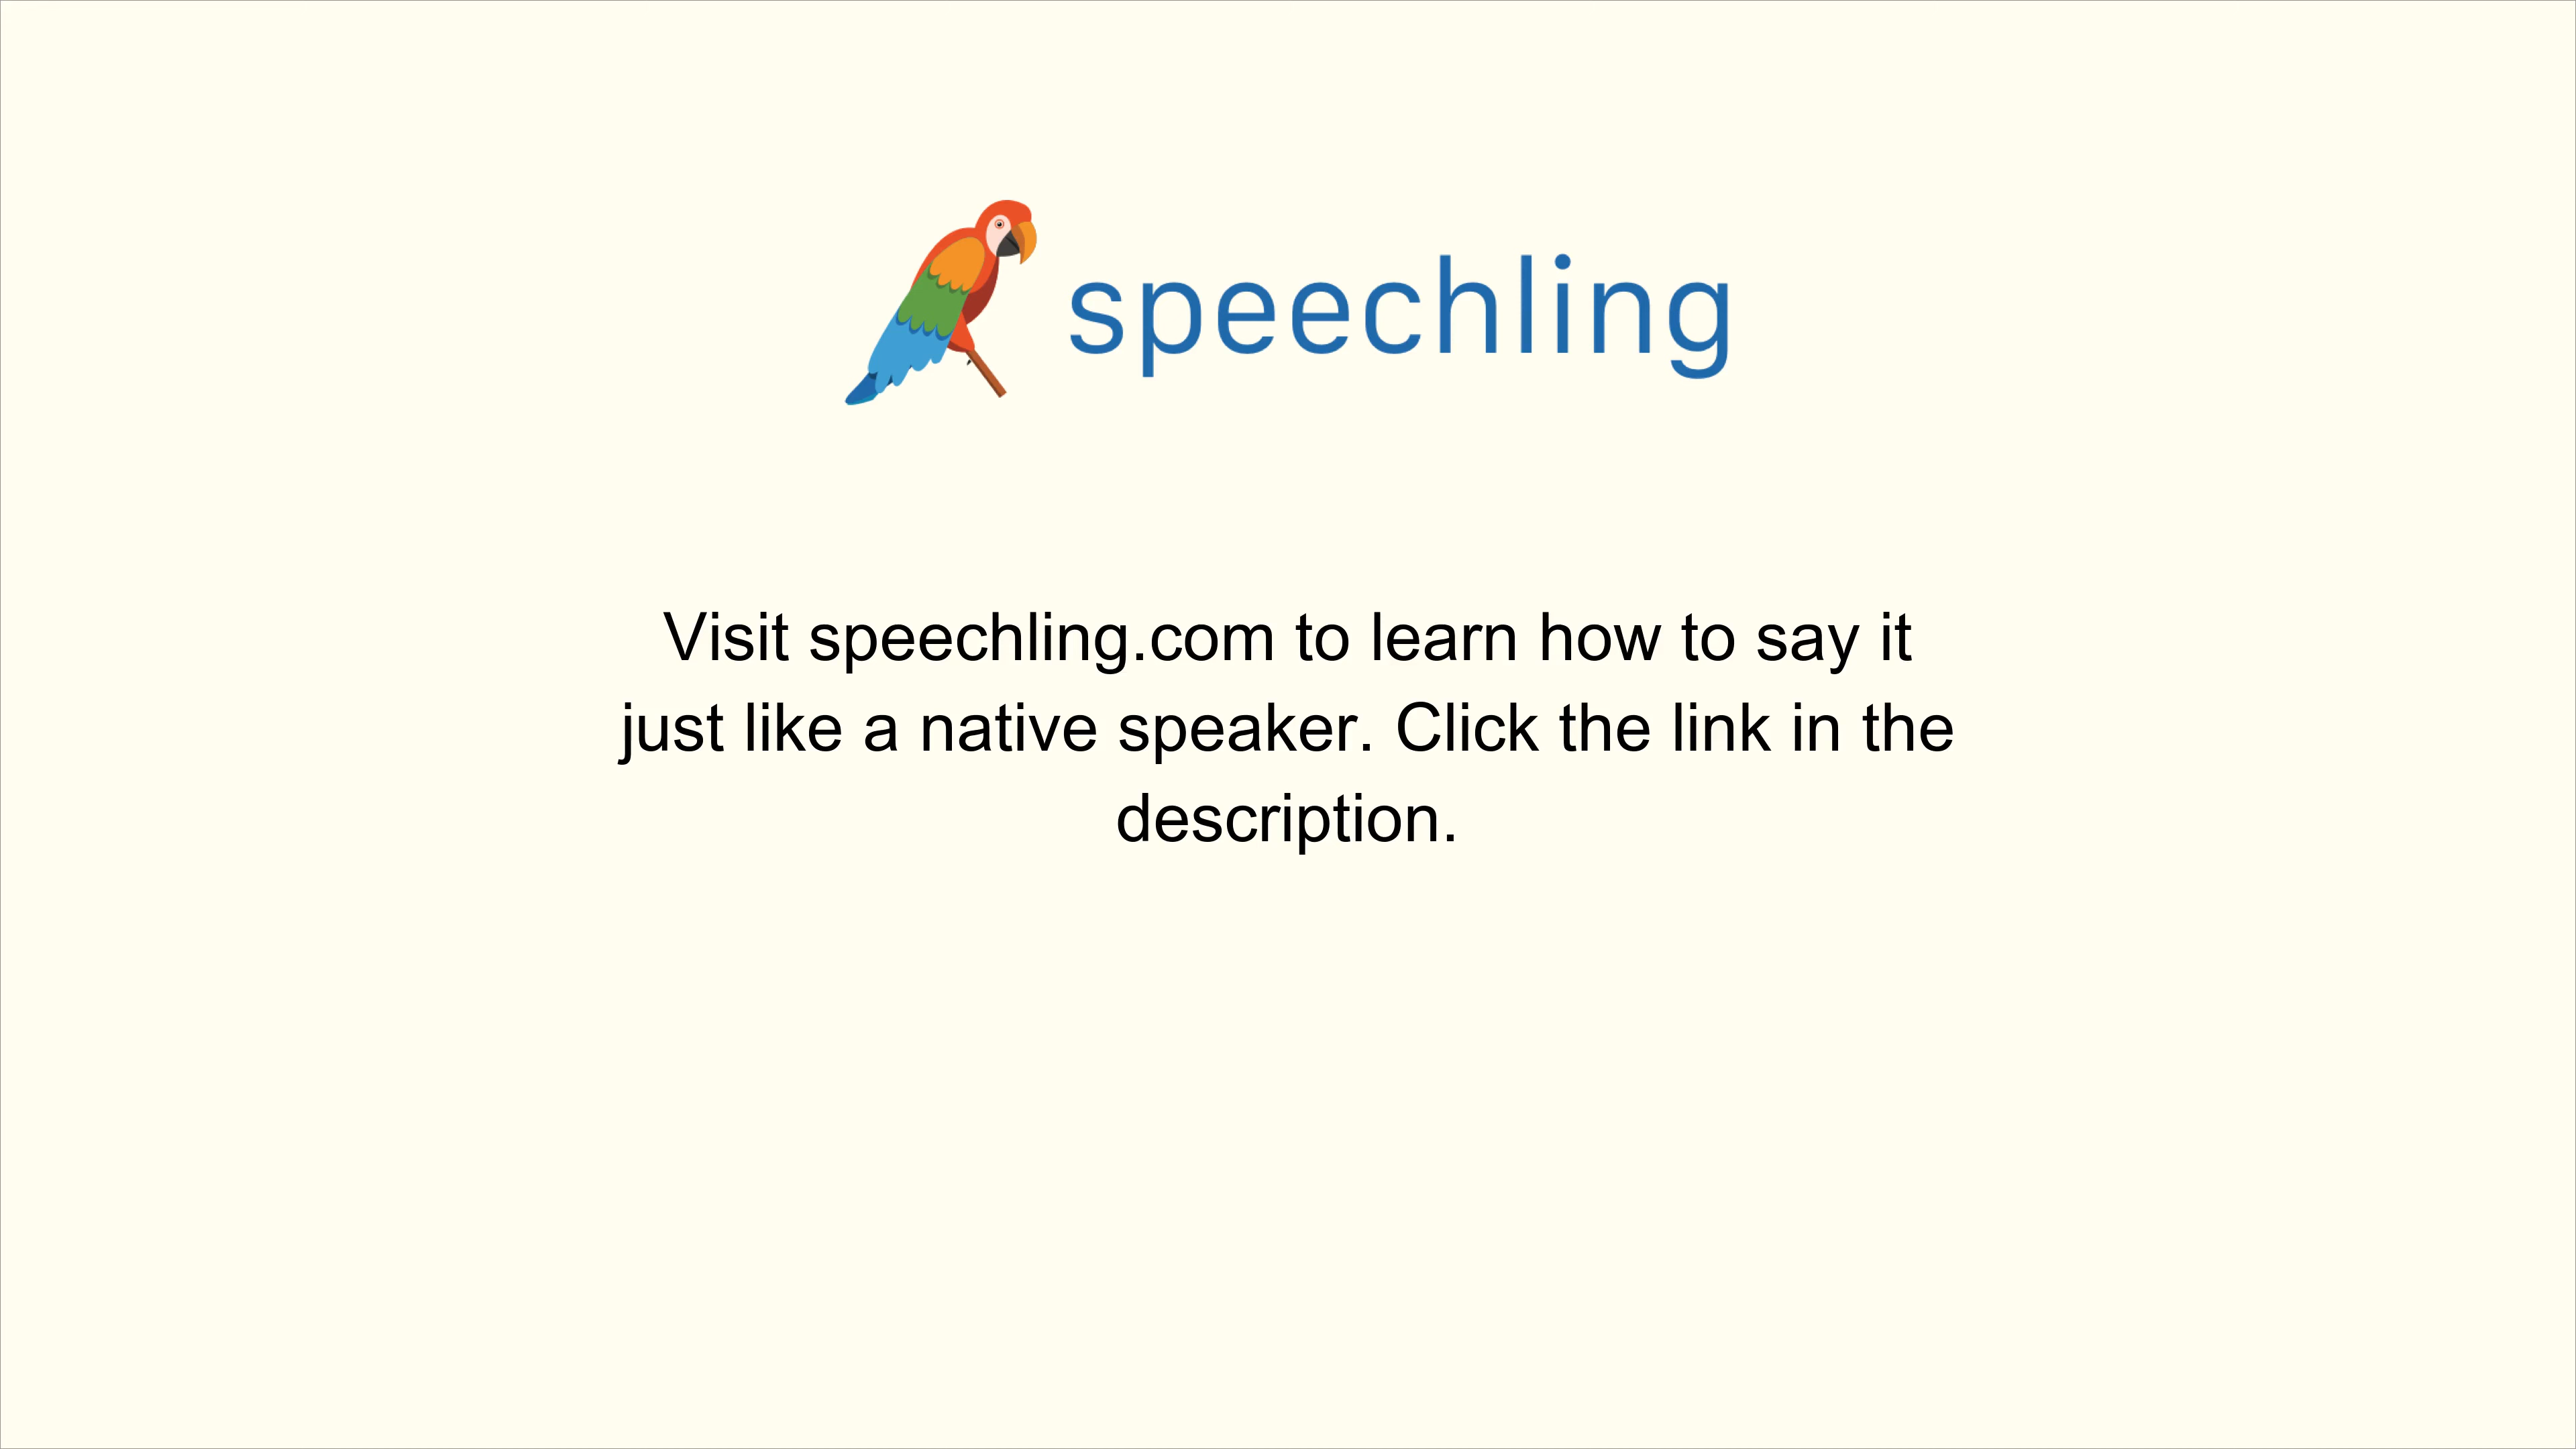 speechling
Visit speechling.com to learn how to say it
just like a native speaker. Click the link in the
description.